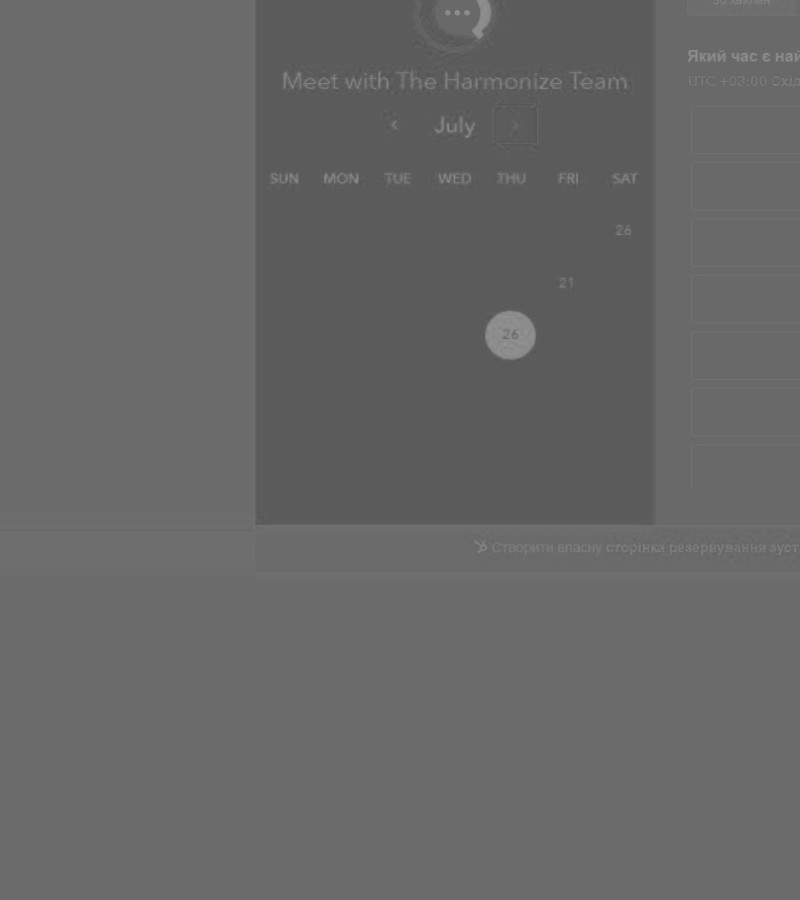 30 хвилин
Який час є най
UTC +03:00 Схід
Meet with The Harmonize Team
July
SUN MON TUE WED THU FRI SAT
26
21
26
Створити власну сторінка резервування зуст